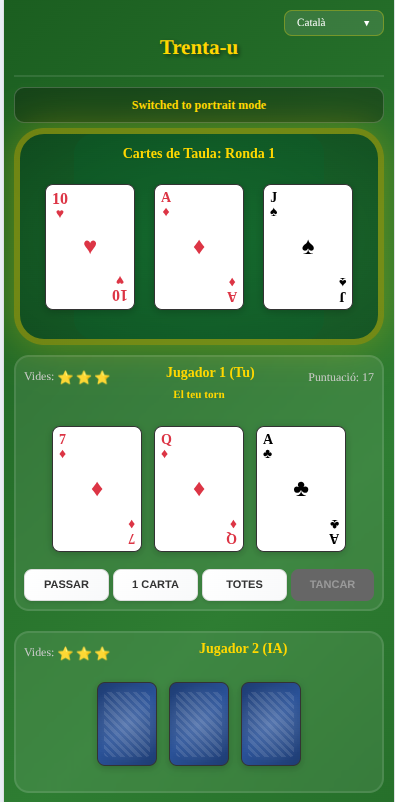 Català ▼
Trenta-u
Switched to portrait mode
Cartes de Taula: Ronda 1
10 A J
♥ ♦ ♠
♥ ♦ ♠
♥ ♦ ♠
10 A J
Vides: ⭐⭐⭐ Jugador 1 (Tu) Puntuació: 17
El teu torn
7 Q A
♦ ♦ ♣
♦ ♦ ♣
♦ ♦ ♣
7 Q A
PASSAR 1 CARTA TOTES TANCAR
Vides: ⭐⭐⭐ Jugador 2 (IA)